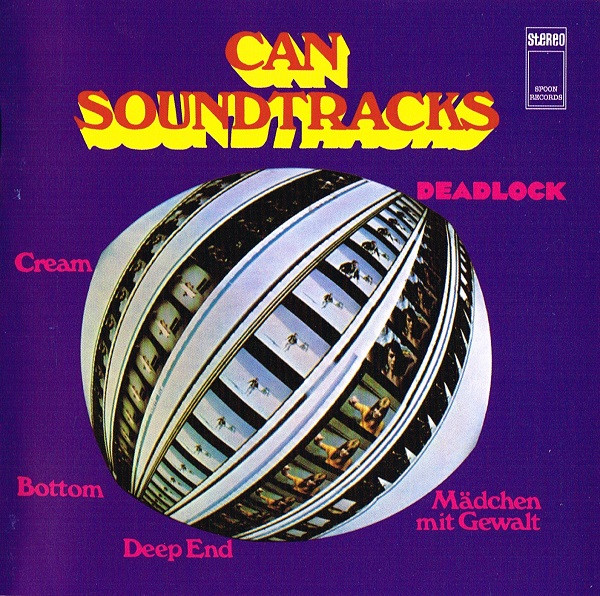 CAN
SOUNDTRACKS
stereo
SPOON
RECORDS
DEADLOCK
Cream
Bottom
Deep End
Mädchen
mit Gewalt